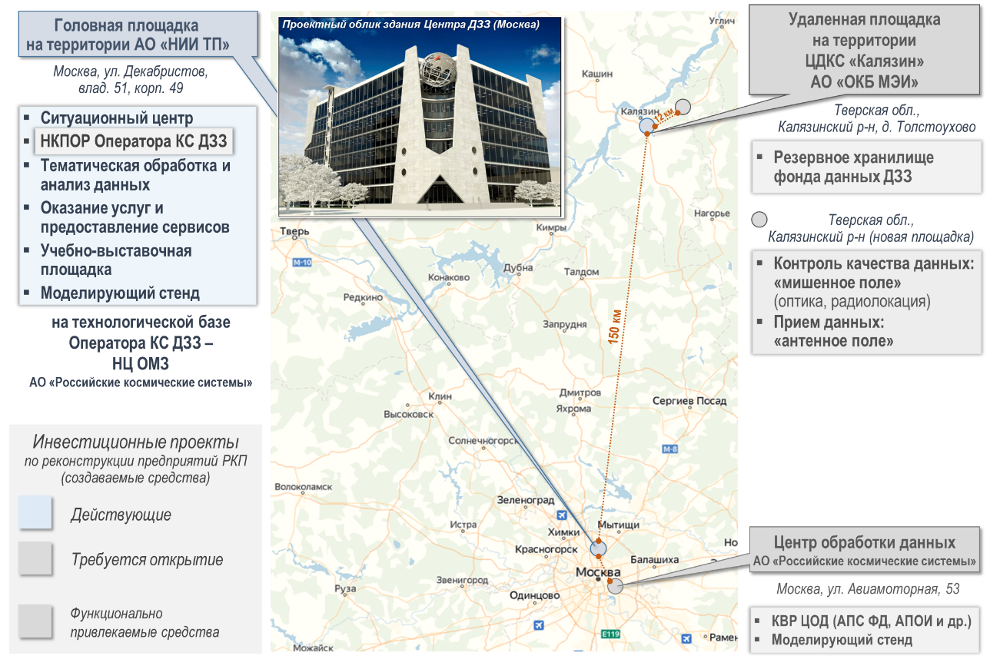 Головная площадка
на территории АО «НИИ ТП»
Москва, ул. Декабристов,
влад. 51, корп. 49
▪ Ситуационный центр
▪ НКПОР Оператора КС ДЗЗ
▪ Тематическая обработка и
анализ данных
▪ Оказание услуг и
предоставление сервисов
▪ Учебно-выставочная
площадка
▪ Моделирующий стенд
на технологической базе
Оператора КС ДЗЗ –
НЦ ОМЗ
АО «Российские космические системы»
Инвестиционные проекты
по реконструкции предприятий РКП
(создаваемые средства)
Действующие
Требуется открытие
Функционально
привлекаемые средства
Проектный облик здания Центра ДЗЗ (Москва)
Углич
Кашин
Калязин
12 км
Нагорье
Тверь
Кимры
М-10
Дубна
Конаково
Талдом
Редкино
Запрудня
150 км
Дмитров
Клин
Сергиев Посад
Яхрома
Высоковск
Солнечногорск
М-8
Волоколамск
Зеленоград
Истра
Химки
Мытищи
Красногорск
Но
Балашиха
Москва
Звенигород
Руза
Одинцово
E119
Рамен
Можайск
Удаленная площадка
на территории
ЦДКС «Калязин»
АО «ОКБ МЭИ»
Тверская обл.,
Калязинский р-н, д. Толстоухово
▪ Резервное хранилище
фонда данных ДЗЗ
Тверская обл.,
Калязинский р-н (новая площадка)
▪ Контроль качества данных:
«мишенное поле»
(оптика, радиолокация)
▪ Прием данных:
«антенное поле»
Центр обработки данных
АО «Российские космические системы»
Москва, ул. Авиамоторная, 53
▪ КВР ЦОД (АПС ФД, АПОИ и др.)
▪ Моделирующий стенд